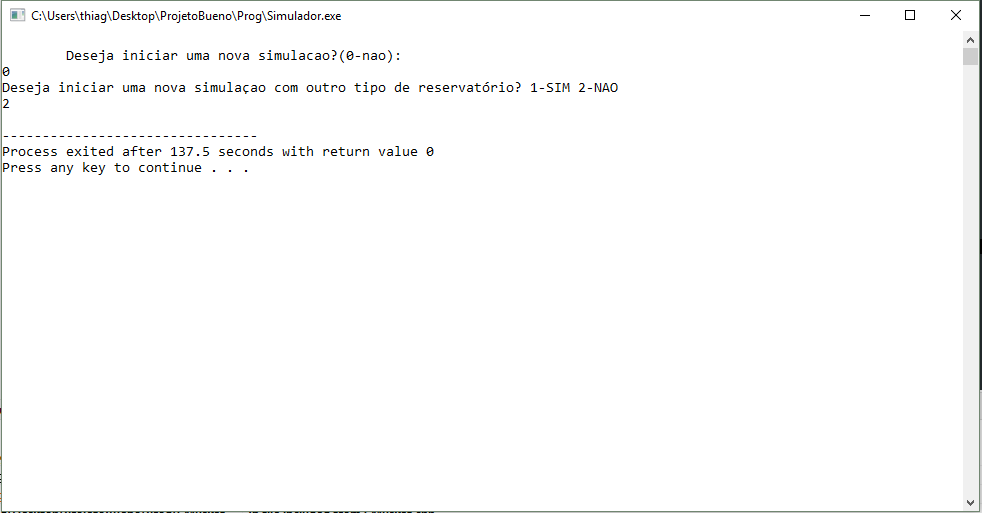 C:\Users\thiag\Desktop\ProjetoBueno\Prog\Simulador.exe
Deseja iniciar uma nova simulacao?(0-nao):
0
Deseja iniciar uma nova simulaçao com outro tipo de reservatório? 1-SIM 2-NAO
2
--------------------------------
Process exited after 137.5 seconds with return value 0
Press any key to continue . . .